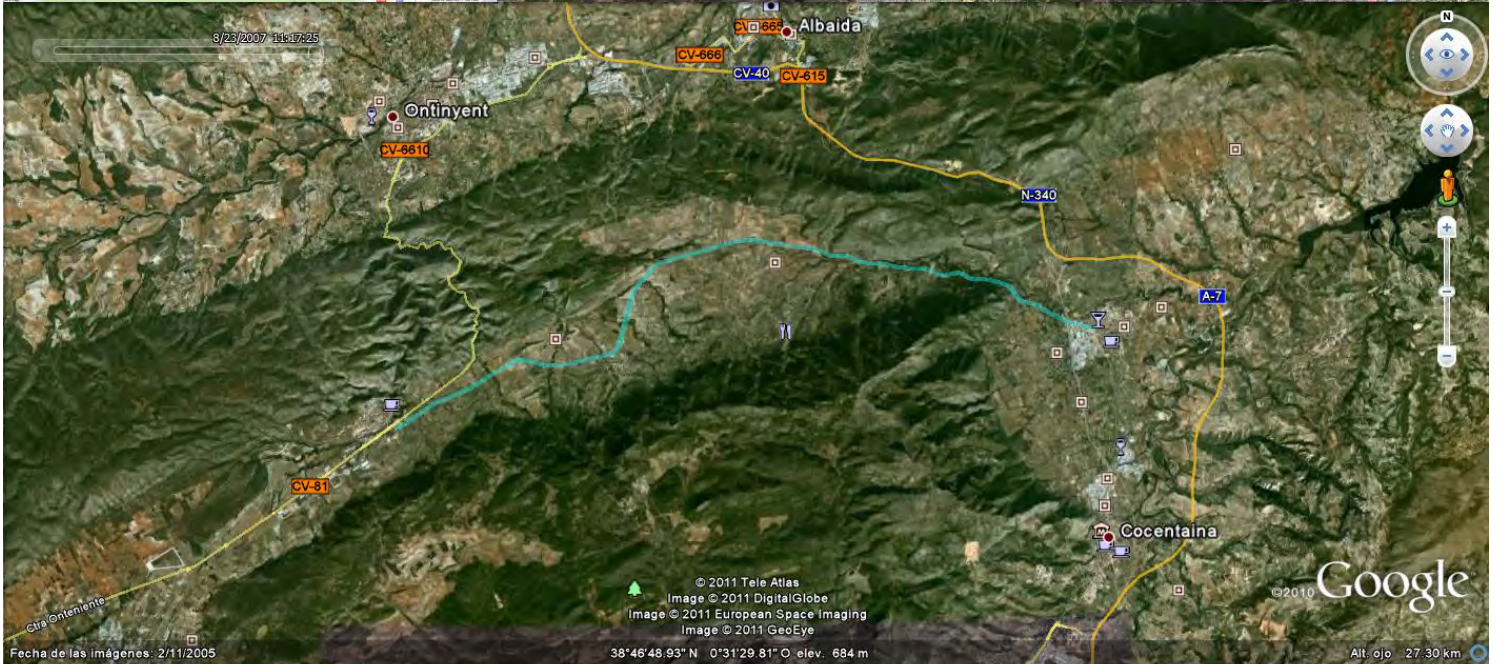 8/23/2007 11:17:25
CV-665
Albaida
CV-666
CV-40
CV-615
N
Ontinyent
CV-6610
N-340
A-7
CV-81
Cocentaina
Ctra Onteniente
© 2011 Tele Atlas
Image © 2011 DigitalGlobe
Image © 2011 European Space Imaging
Image © 2011 GeoEye
©2010 Google
Fecha de las imágenes: 2/11/2005
38°46'48.93" N 0°31'29.81" O elev. 684 m
Alt. ojo 27.30 km